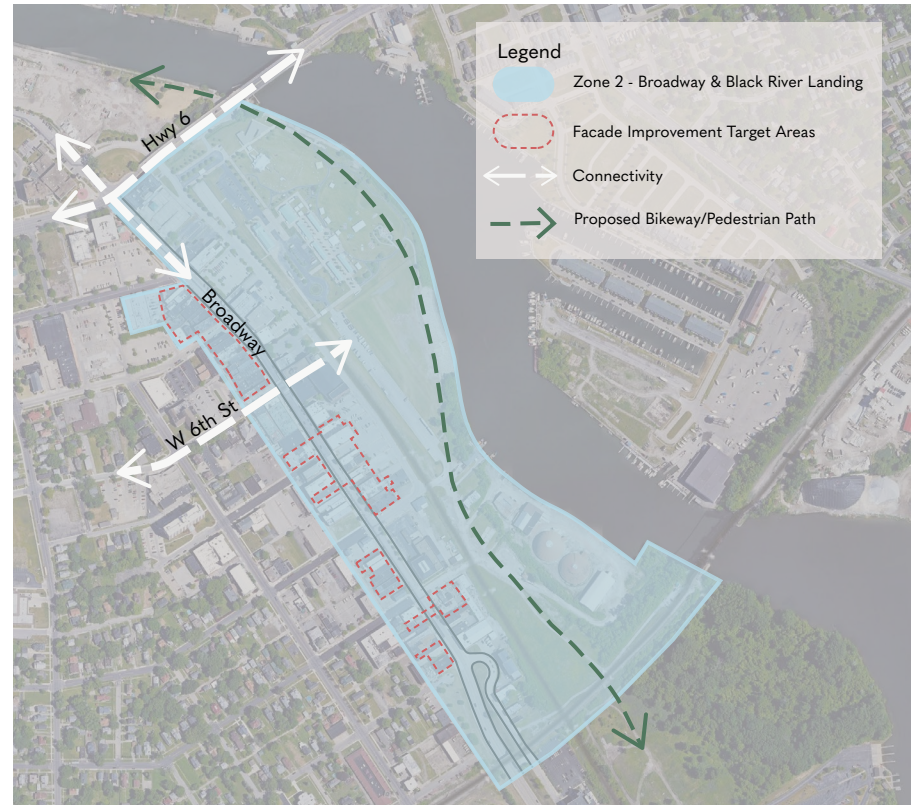 Legend
Zone 2 - Broadway & Black River Landing
Facade Improvement Target Areas
Connectivity
Proposed Bikeway/Pedestrian Path
Hwy 6
Broadway
W 6th St